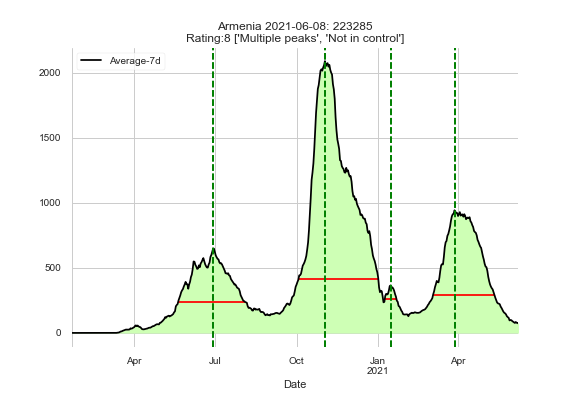 Armenia 2021-06-08: 223285
Rating:8 ['Multiple peaks', 'Not in control']
Average-7d
2000
1500
1000
500
0
Apr
Jul
Oct
Jan
2021
Apr
Date